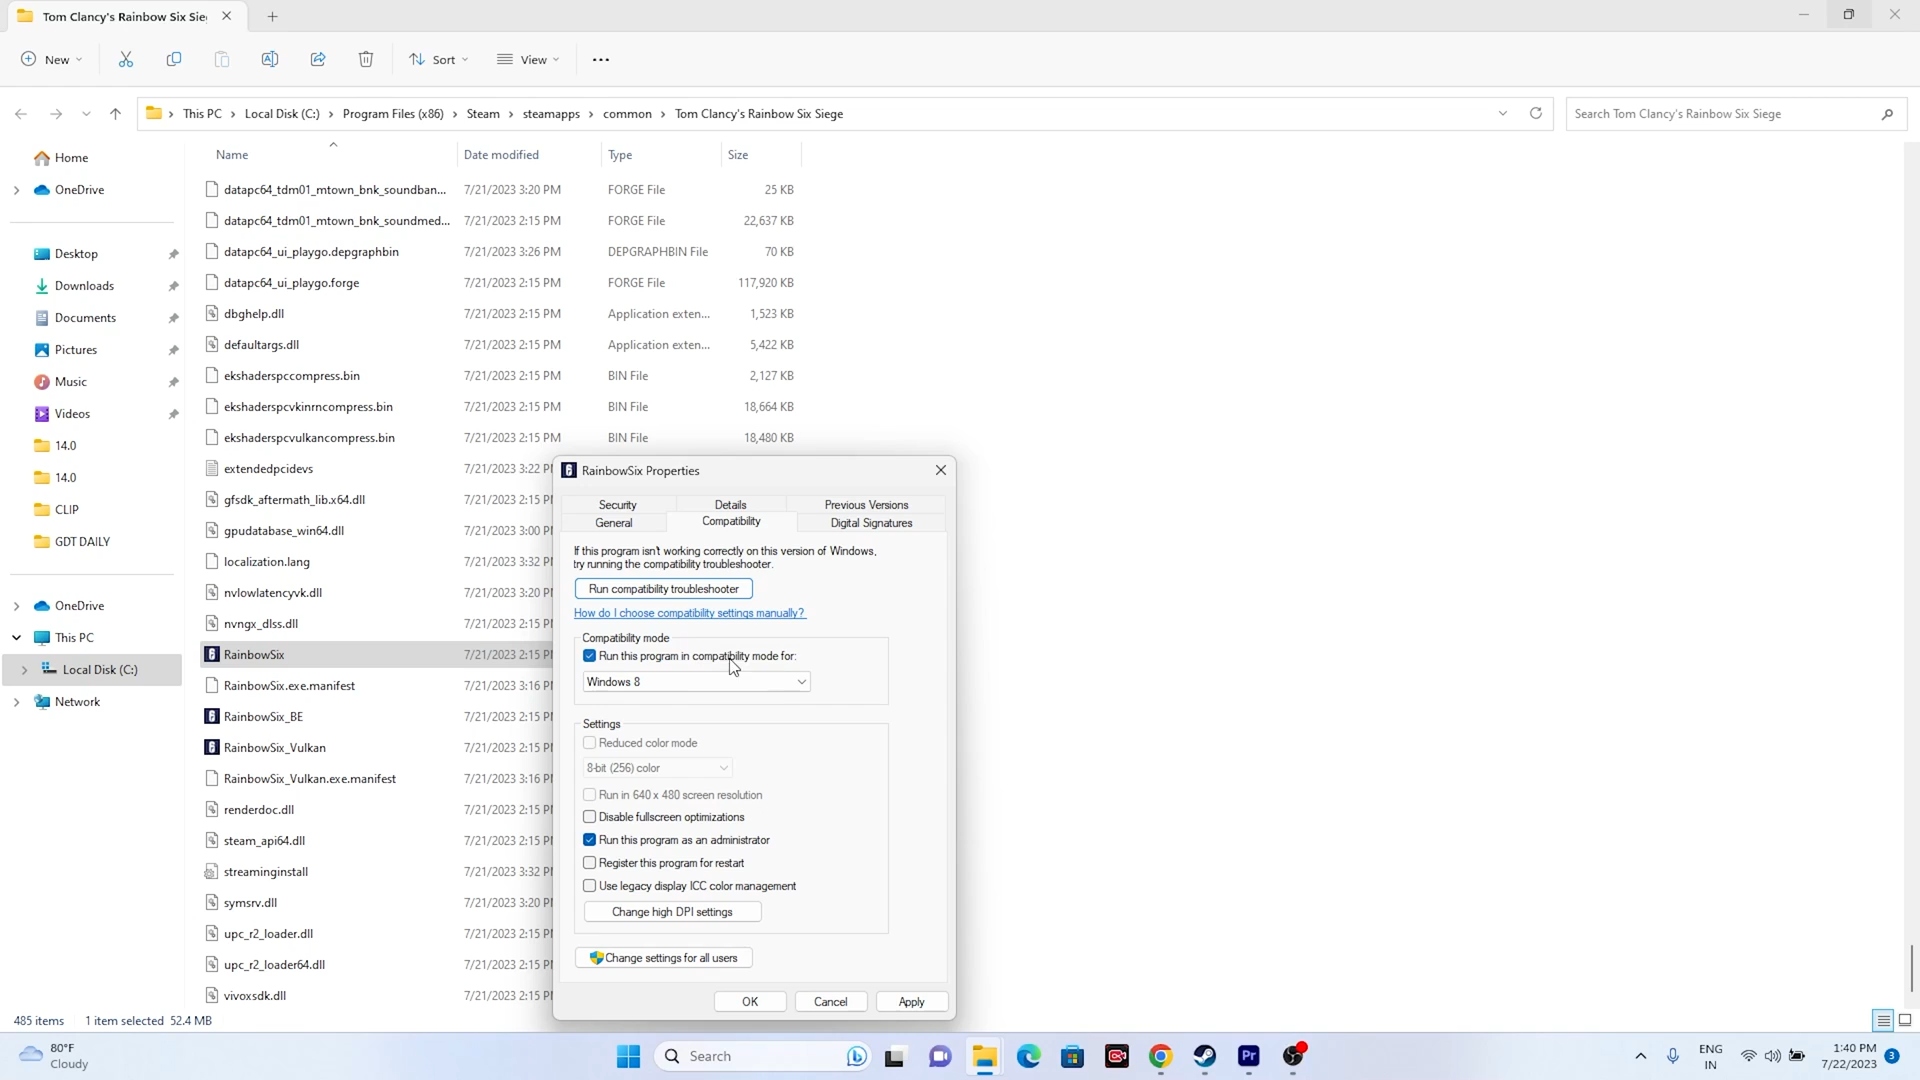 Tom Clancy's Rainbow Six Sie
New
Sort
View
This PC > Local Disk (C:) > Program Files (x86) > Steam > steamapps > common > Tom Clancy's Rainbow Six Siege
Search Tom Clancy's Rainbow Six Siege
Home
OneDrive
Desktop
Downloads
Documents
Pictures
Music
Videos
14.0
14.0
CLIP
GDT DAILY
OneDrive
This PC
Local Disk (C:)
Network
Name Date modified Type Size
datapc64_tdm01_mtown_bnk_soundban... 7/21/2023 3:20 PM FORGE File 25 KB
datapc64_tdm01_mtown_bnk_soundmed... 7/21/2023 2:15 PM FORGE File 22,637 KB
datapc64_ui_playgo.depgraphbin 7/21/2023 3:26 PM DEPGRAPHBIN File 70 KB
datapc64_ui_playgo.forge 7/21/2023 2:15 PM FORGE File 117,920 KB
dbghelp.dll 7/21/2023 2:15 PM Application exten... 1,523 KB
defaultargs.dll 7/21/2023 2:15 PM Application exten... 5,422 KB
ekshaderspccompress.bin 7/21/2023 2:15 PM BIN File 2,127 KB
ekshaderspcvkinrncompress.bin 7/21/2023 2:15 PM BIN File 18,664 KB
ekshaderspcvulkancompress.bin 7/21/2023 2:15 PM BIN File 18,480 KB
extendedpcidevs 7/21/2023 3:22 P
gfsdk_aftermath_lib.x64.dll 7/21/2023 2:15 P
gpudatabase_win64.dll 7/21/2023 3:00 P
localization.lang 7/21/2023 3:32 P
nvlowlatencyvk.dll 7/21/2023 3:20 P
nvngx_dlss.dll 7/21/2023 2:15 P
RainbowSix 7/21/2023 2:15 P
RainbowSix.exe.manifest 7/21/2023 3:16 P
RainbowSix_BE 7/21/2023 2:15 P
RainbowSix_Vulkan 7/21/2023 2:15 P
RainbowSix_Vulkan.exe.manifest 7/21/2023 3:16 P
renderdoc.dll 7/21/2023 2:15 P
steam_api64.dll 7/21/2023 2:15 P
streaminginstall 7/21/2023 3:32 P
symsrv.dll 7/21/2023 3:20 P
upc_r2_loader.dll 7/21/2023 2:15 P
upc_r2_loader64.dll 7/21/2023 2:15 P
vivoxsdk.dll 7/21/2023 2:15 P
RainbowSix Properties
Security Details Previous Versions
General Compatibility Digital Signatures
If this program isn't working correctly on this version of Windows,
try running the compatibility troubleshooter.
Run compatibility troubleshooter
How do I choose compatibility settings manually?
Compatibility mode
Run this program in compatibility mode for:
Windows 8
Settings
Reduced color mode
8-bit (256) color
Run in 640 x 480 screen resolution
Disable fullscreen optimizations
Run this program as an administrator
Register this program for restart
Use legacy display ICC color management
Change high DPI settings
Change settings for all users
OK Cancel Apply
485 items 1 item selected 52.4 MB
80°F
Cloudy
Search
Pr
ENG
IN
1:40 PM
7/22/2023
3